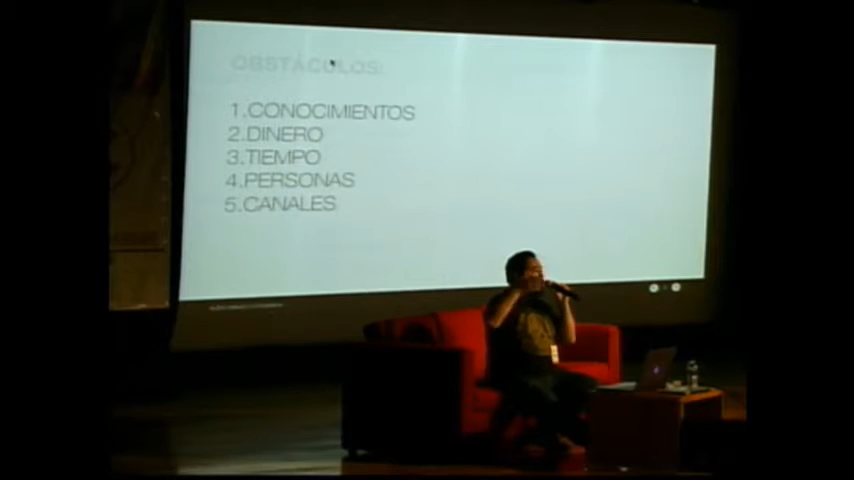 OBSTÁCULOS:
1.CONOCIMIENTOS
2.DINERO
3.TIEMPO
4.PERSONAS
5.CANALES